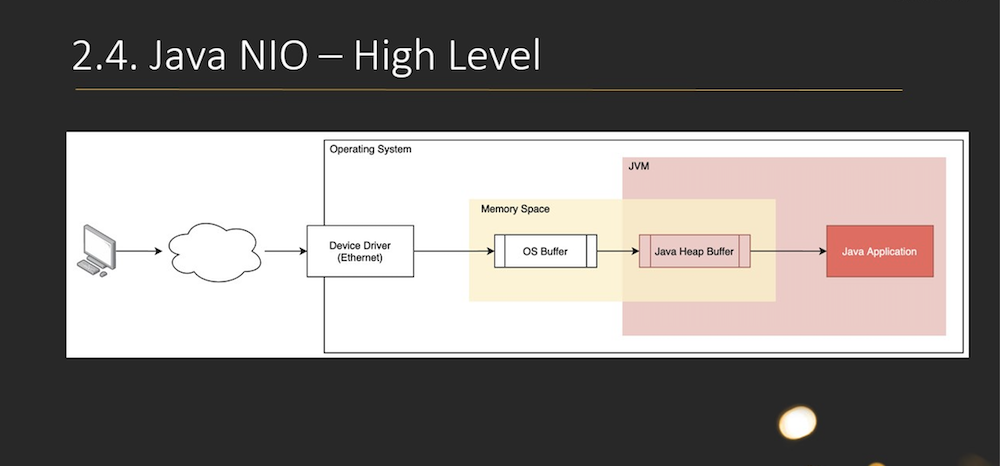 2.4. Java NIO – High Level
Operating System
JVM
Memory Space
Device Driver
(Ethernet)
OS Buffer
Java Heap Buffer
Java Application